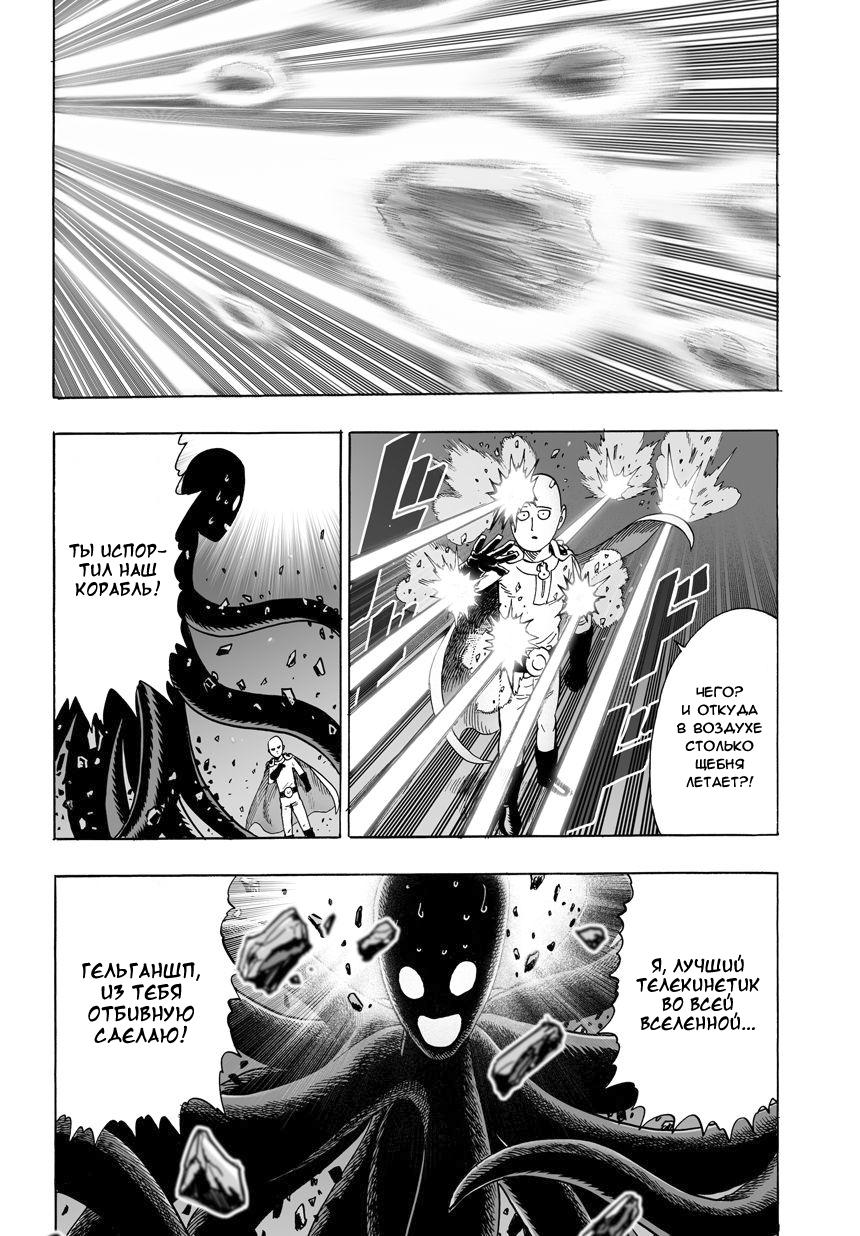 ЧЕГО?
И ОТКУДА
В ВОЗДУХЕ
СТОЛЬКО
ЩЕБНЯ
ЛЕТАЕТ?!
ТЫ ИСПОР-
ТИЛ НАШ
КОРАБЛЬ!
Я, ЛУЧШИЙ
ТЕЛЕКИНЕТИК
ВО ВСЕЙ
ВСЕЛЕННОЙ...
ГЕЛЬГАНШП,
ИЗ ТЕБЯ
ОТБИВНУЮ
СДЕЛАЮ!